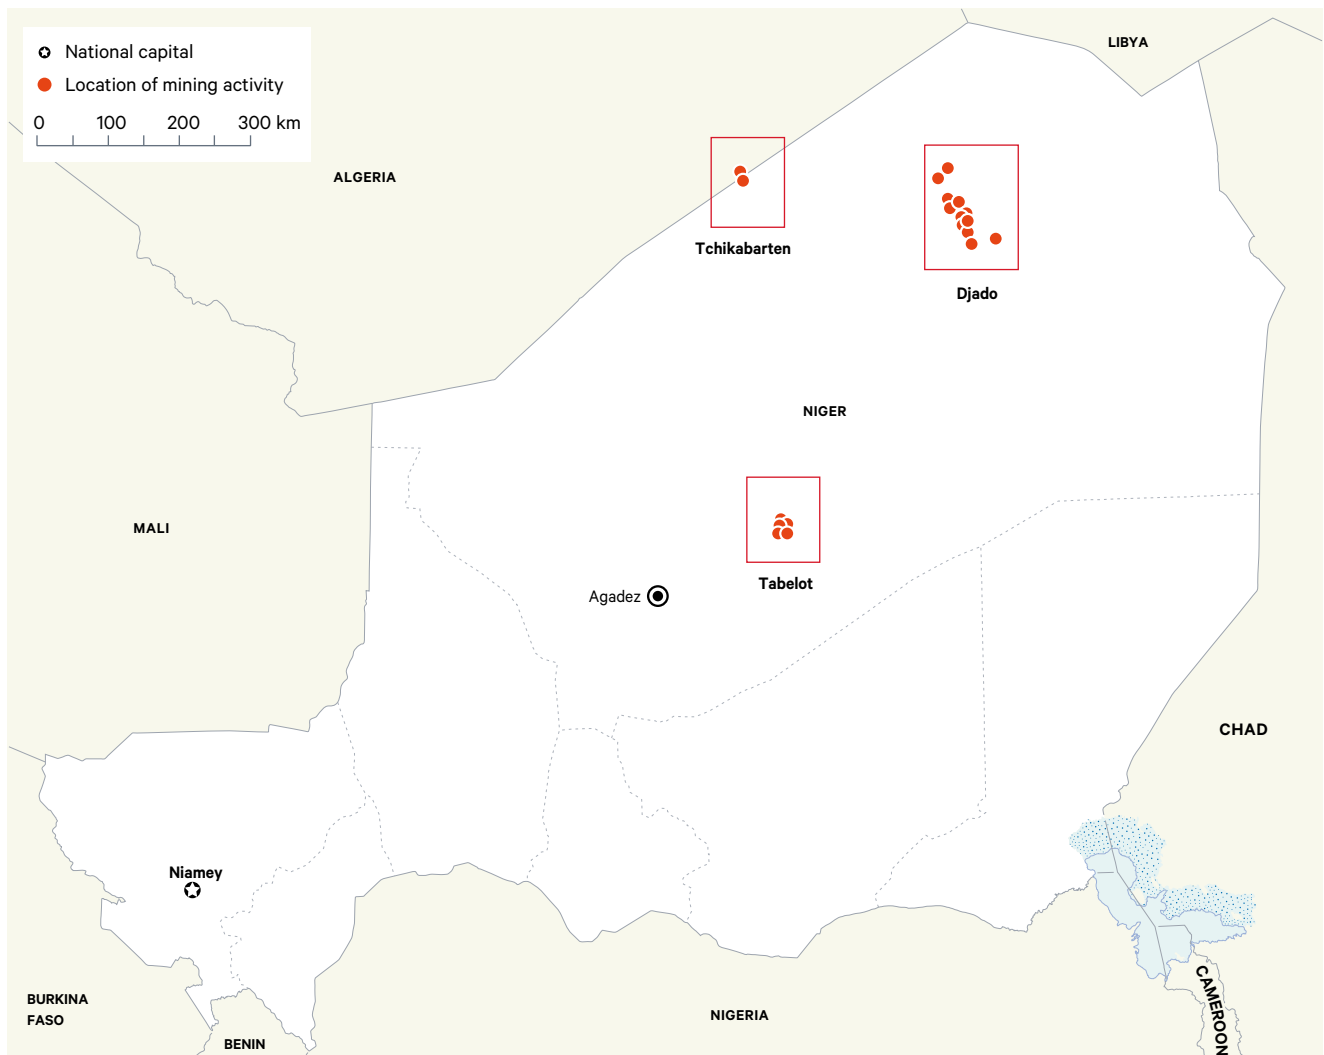 National capital
Location of mining activity
0 100 200 300 km
LIBYA
ALGERIA
Tchikabarten
Djado
NIGER
MALI
Tabelot
Agadez
CHAD
Niamey
BURKINA
FASO
BENIN
NIGERIA
CAMEROON